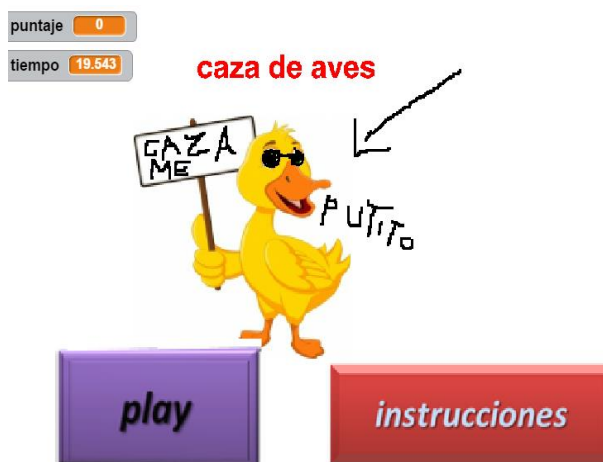 puntaje 0
tiempo 19.543
caza de aves
CAZA
ME
PUTITO
play
instrucciones